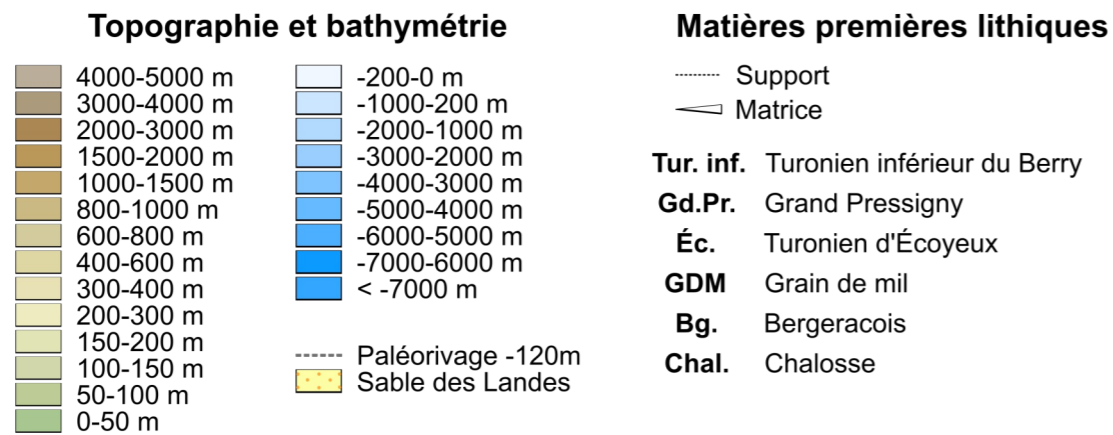 Topographie et bathymétrie
4000-5000 m
3000-4000 m
2000-3000 m
1500-2000 m
1000-1500 m
800-1000 m
600-800 m
400-600 m
300-400 m
200-300 m
150-200 m
100-150 m
50-100 m
0-50 m
-200-0 m
-1000-200 m
-2000-1000 m
-3000-2000 m
-4000-3000 m
-5000-4000 m
-6000-5000 m
-7000-6000 m
< -7000 m
Paléorivage -120m
Sable des Landes
Matières premières lithiques
Support
Matrice
Tur. inf. Turonien inférieur du Berry
Gd.Pr. Grand Pressigny
Éc. Turonien d'Écoyeux
GDM Grain de mil
Bg. Bergeracois
Chal. Chalosse